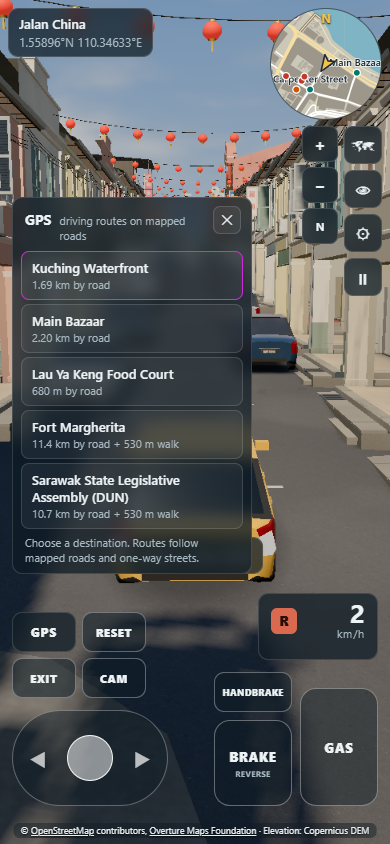 Jalan China
1.55896°N 110.34633°E
N
Main Bazaa
Carpenter Street
+
−
N
GPS driving routes on mapped
roads
Kuching Waterfront
1.69 km by road
Main Bazaar
2.20 km by road
Lau Ya Keng Food Court
680 m by road
Fort Margherita
11.4 km by road + 530 m walk
Sarawak State Legislative
Assembly (DUN)
10.7 km by road + 530 m walk
Choose a destination. Routes follow
mapped roads and one-way streets.
R
2
km/h
GPS
RESET
EXIT
CAM
HANDBRAKE
BRAKE
REVERSE
GAS
© OpenStreetMap contributors, Overture Maps Foundation · Elevation: Copernicus DEM